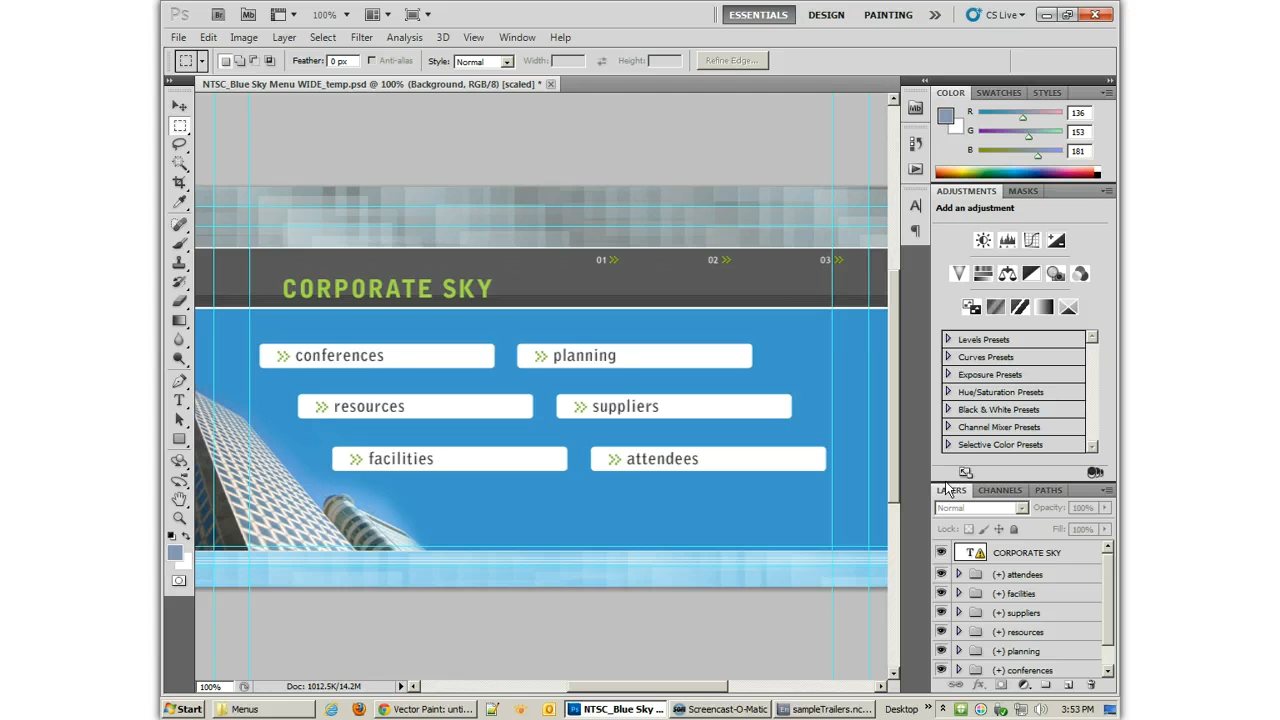 Ps Br Mb 100% ESSENTIALS DESIGN PAINTING CS Live
File Edit Image Layer Select Filter Analysis 3D View Window Help
Feather: 0 px Anti-alias Style: Normal Width: Height: Refine Edge...
NTSC_Blue Sky Menu WIDE_temp.psd @ 100% (Background, RGB/8) [scaled] *
COLOR SWATCHES STYLES
R 136
G 153
B 181
ADJUSTMENTS MASKS
Add an adjustment
Levels Presets
Curves Presets
Exposure Presets
Hue/Saturation Presets
Black & White Presets
Channel Mixer Presets
Selective Color Presets
01 02 03
CORPORATE SKY
conferences planning
resources suppliers
facilities attendees
LAYERS CHANNELS PATHS
Normal Opacity: 100%
Lock: Fill: 100%
T CORPORATE SKY
(+) attendees
(+) facilities
(+) suppliers
(+) resources
(+) planning
(+) conferences
100% Doc: 1012.5K/14.2M
Start Menus Vector Paint: unti... NTSC_Blue Sky ... Screencast-O-Matic sampleTrailers.nc... Desktop 3:53 PM